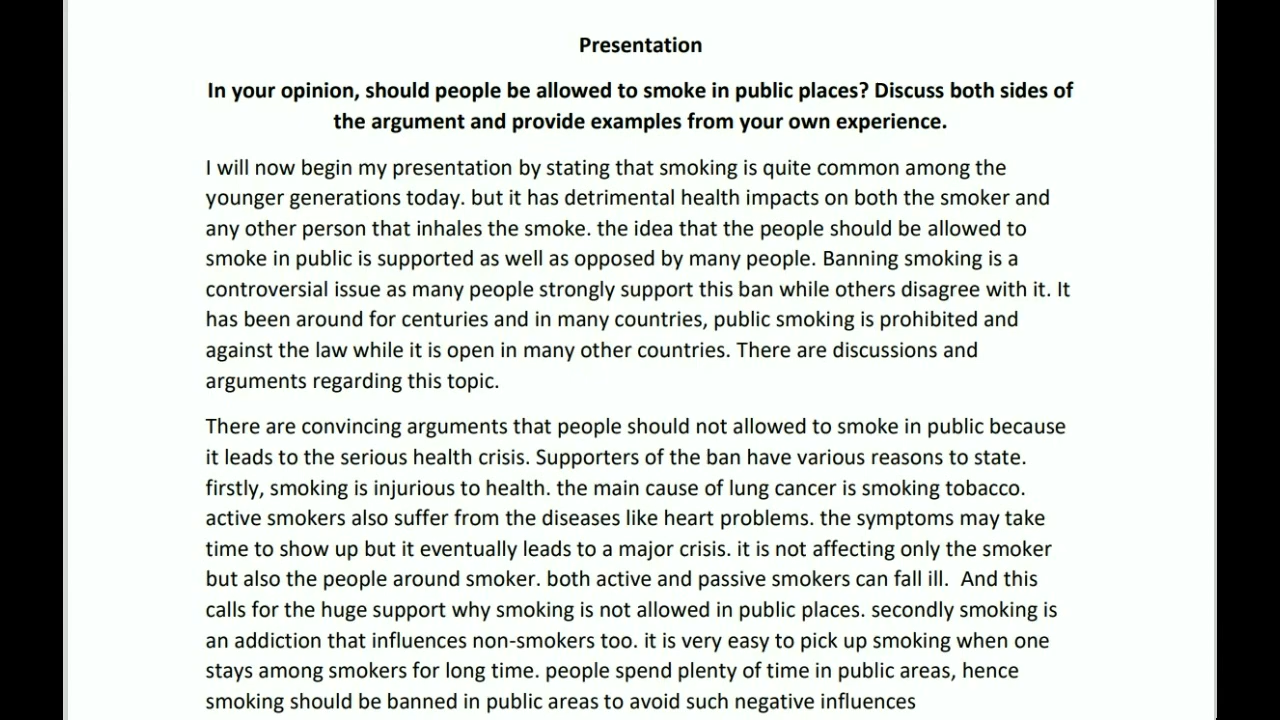 Presentation
In your opinion, should people be allowed to smoke in public places? Discuss both sides of
the argument and provide examples from your own experience.
I will now begin my presentation by stating that smoking is quite common among the
younger generations today. but it has detrimental health impacts on both the smoker and
any other person that inhales the smoke. the idea that the people should be allowed to
smoke in public is supported as well as opposed by many people. Banning smoking is a
controversial issue as many people strongly support this ban while others disagree with it. It
has been around for centuries and in many countries, public smoking is prohibited and
against the law while it is open in many other countries. There are discussions and
arguments regarding this topic.
There are convincing arguments that people should not allowed to smoke in public because
it leads to the serious health crisis. Supporters of the ban have various reasons to state.
firstly, smoking is injurious to health. the main cause of lung cancer is smoking tobacco.
active smokers also suffer from the diseases like heart problems. the symptoms may take
time to show up but it eventually leads to a major crisis. it is not affecting only the smoker
but also the people around smoker. both active and passive smokers can fall ill.  And this
calls for the huge support why smoking is not allowed in public places. secondly smoking is
an addiction that influences non-smokers too. it is very easy to pick up smoking when one
stays among smokers for long time. people spend plenty of time in public areas, hence
smoking should be banned in public areas to avoid such negative influences